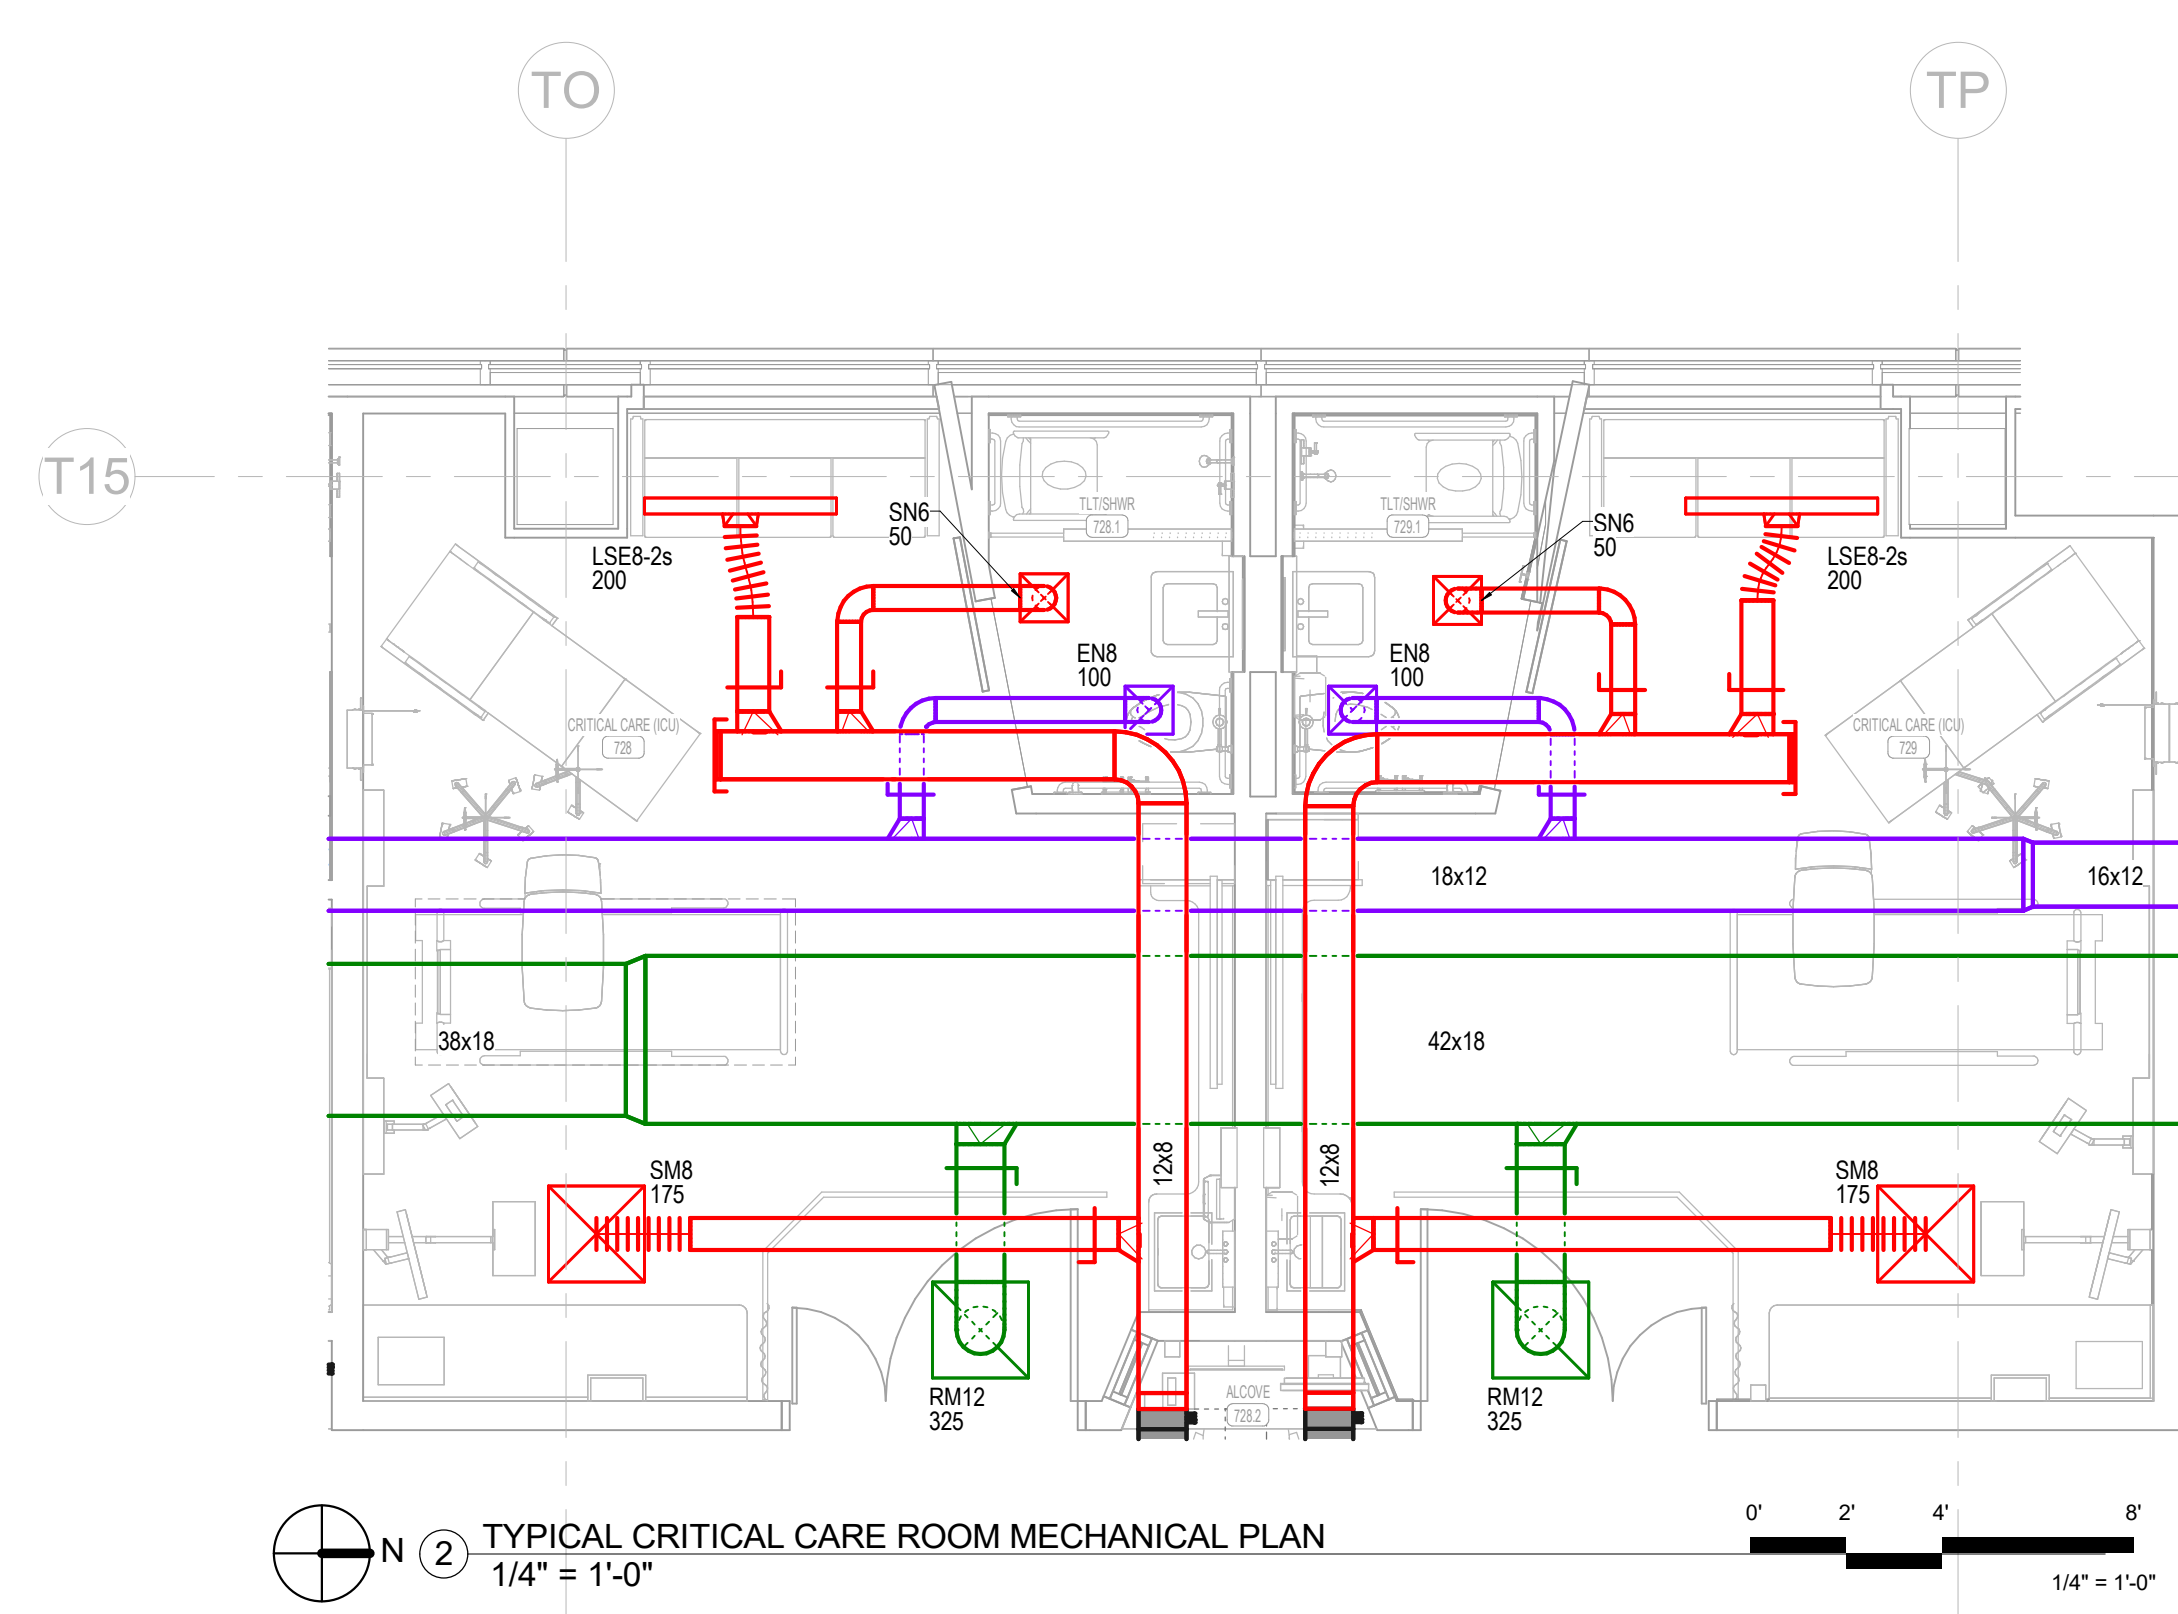 TO
TP
T15
TLT/SHWR
728.1
TLT/SHWR
729.1
SN6
50
SN6
50
LSE8-2s
200
LSE8-2s
200
EN8
100
EN8
100
CRITICAL CARE (ICU)
728
CRITICAL CARE (ICU)
729
18x12
16x12
38x18
42x18
12x8
12x8
SM8
175
SM8
175
RM12
325
RM12
325
ALCOVE
728.2
N
2
TYPICAL CRITICAL CARE ROOM MECHANICAL PLAN
1/4" = 1'-0"
0' 2' 4' 8'
1/4" = 1'-0"